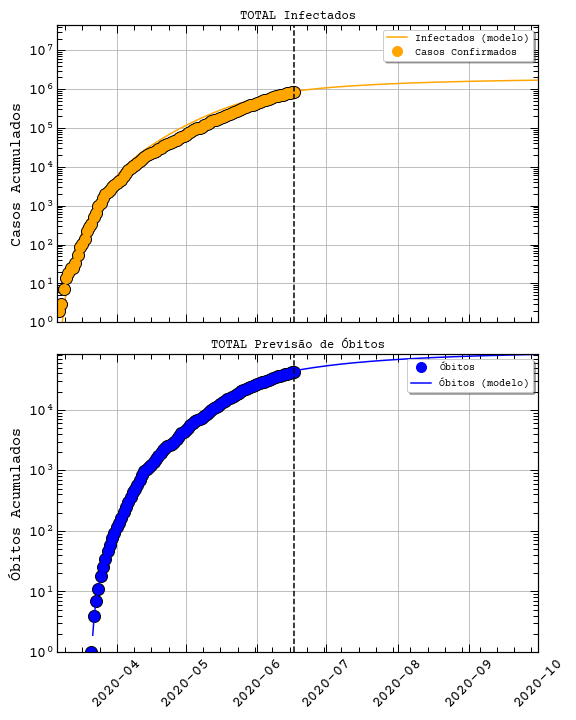 TOTAL Infectados
Infectados (modelo)
Casos Confirmados
Casos Acumulados
10⁷
10⁶
10⁵
10⁴
10³
10²
10¹
10⁰
TOTAL Previsão de Óbitos
Óbitos
Óbitos (modelo)
Óbitos Acumulados
10⁴
10³
10²
10¹
10⁰
2020-04
2020-05
2020-06
2020-07
2020-08
2020-09
2020-10